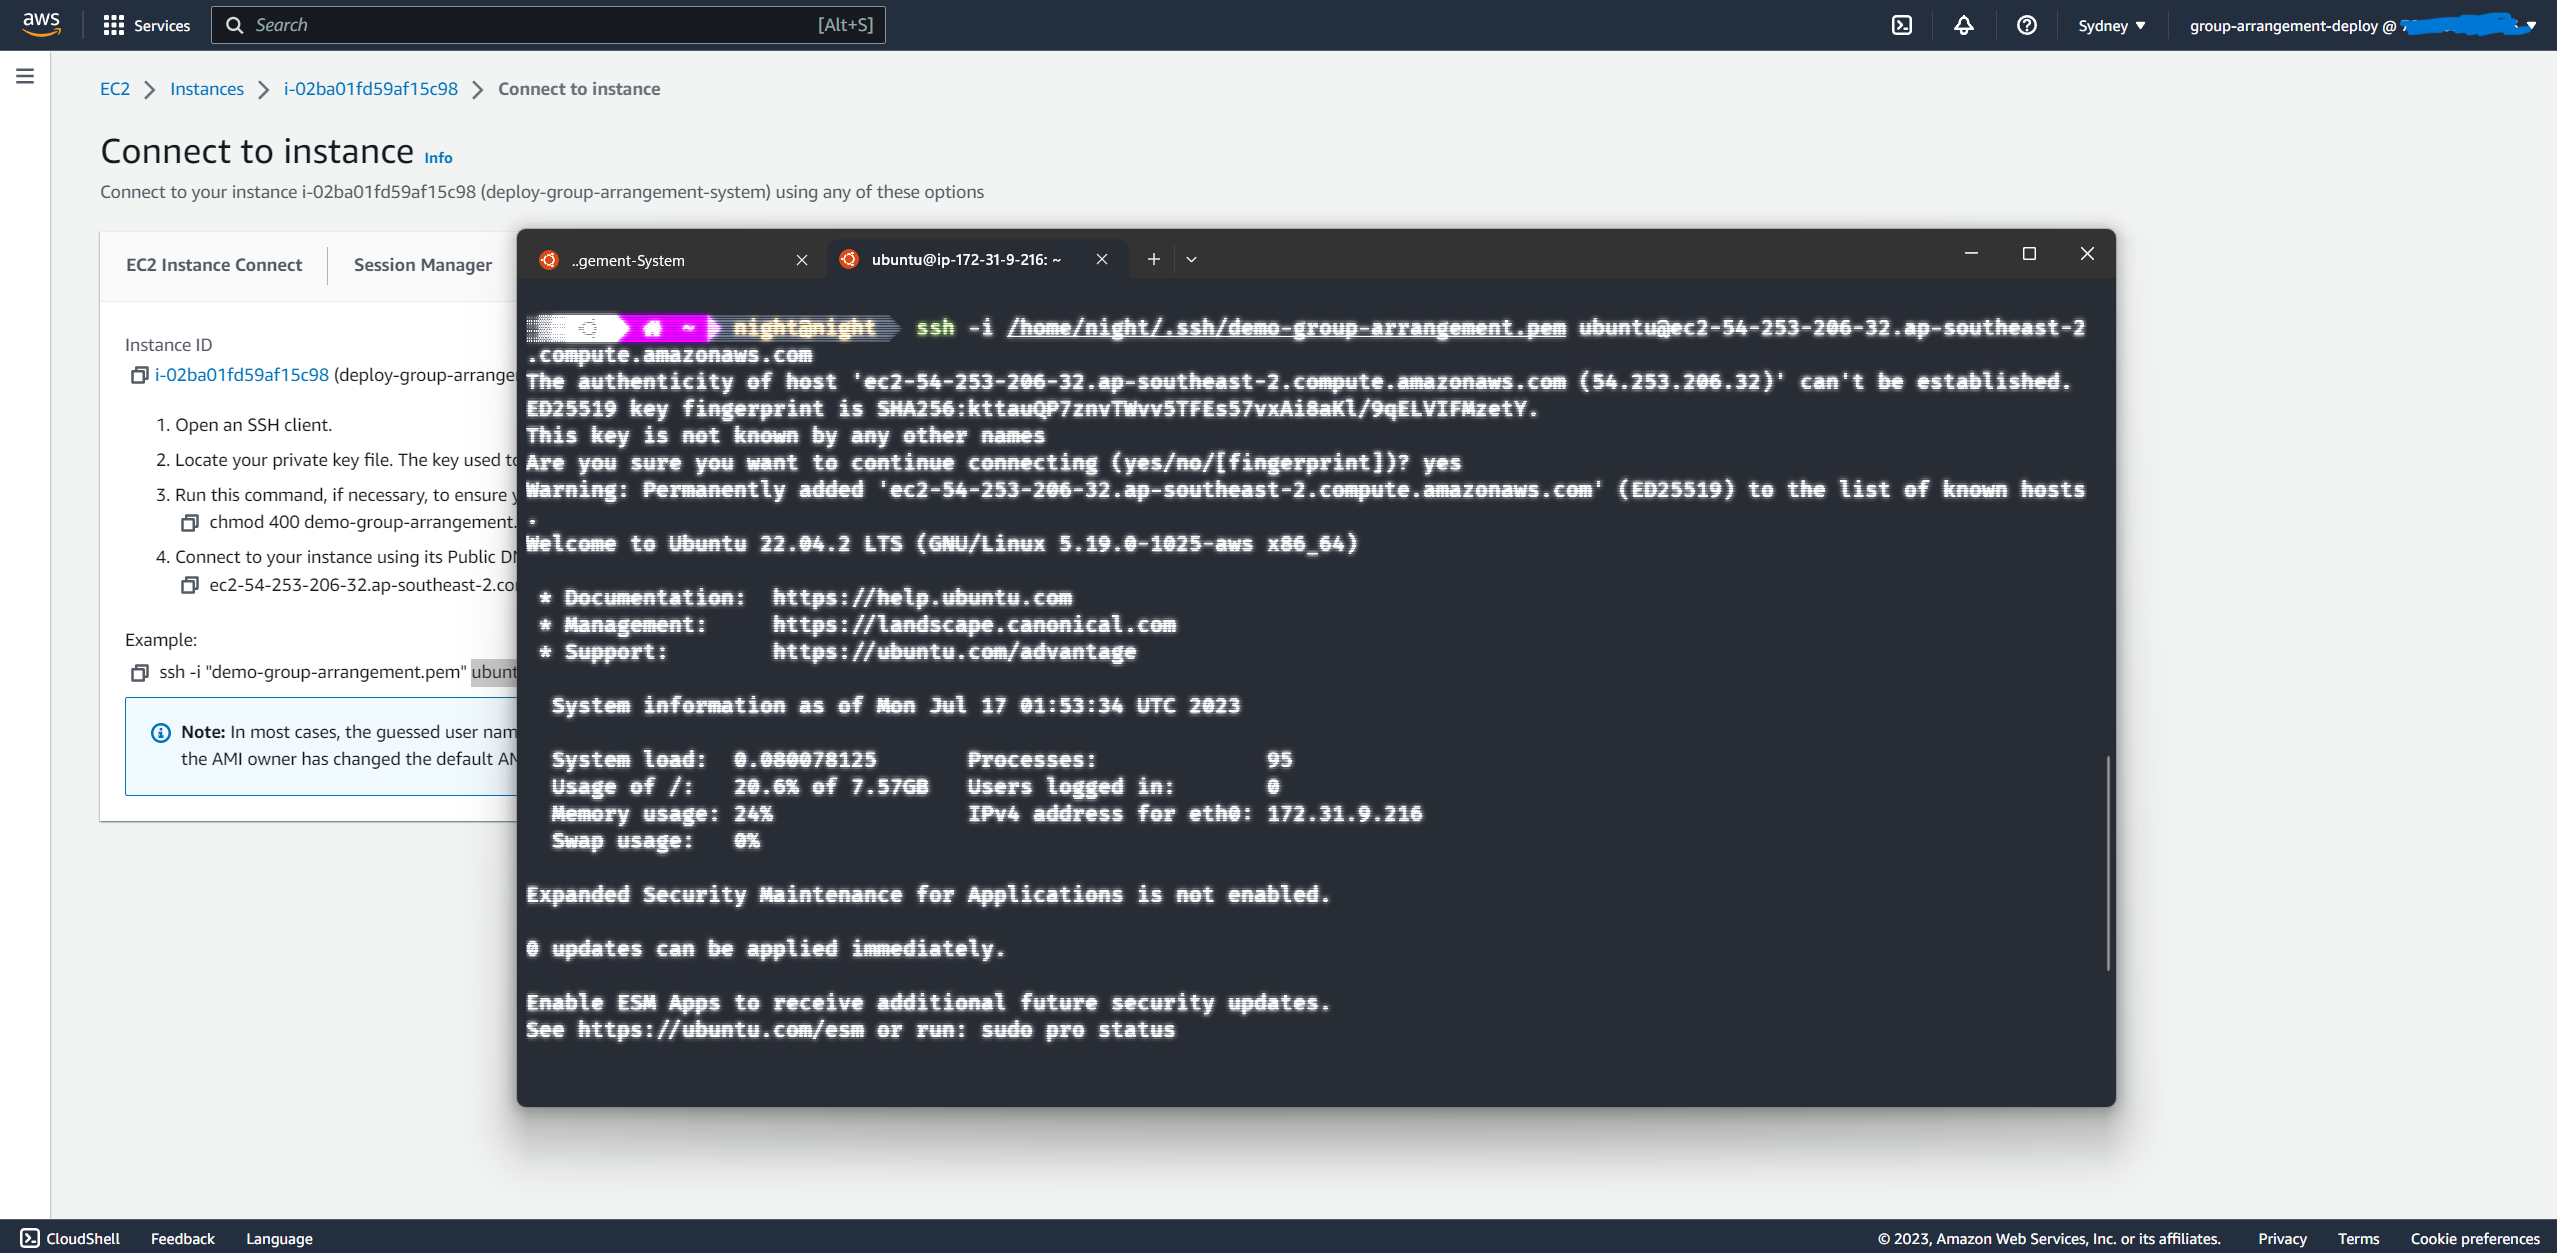 aws
Services
Search
[Alt+S]
Sydney
group-arrangement-deploy @
EC2
Instances
i-02ba01fd59af15c98
Connect to instance
Connect to instance Info
Connect to your instance i-02ba01fd59af15c98 (deploy-group-arrangement-system) using any of these options
EC2 Instance Connect
Session Manager
Instance ID
i-02ba01fd59af15c98 (deploy-group-arrange
1. Open an SSH client.
2. Locate your private key file. The key used to
3. Run this command, if necessary, to ensure y
chmod 400 demo-group-arrangement.
4. Connect to your instance using its Public DN
ec2-54-253-206-32.ap-southeast-2.co
Example:
ssh -i "demo-group-arrangement.pem" ubunt
Note: In most cases, the guessed user nam
the AMI owner has changed the default AM
..gement-System
ubuntu@ip-172-31-9-216: ~
~ night@night ssh -i /home/night/.ssh/demo-group-arrangement.pem ubuntu@ec2-54-253-206-32.ap-southeast-2
.compute.amazonaws.com
The authenticity of host 'ec2-54-253-206-32.ap-southeast-2.compute.amazonaws.com (54.253.206.32)' can't be established.
ED25519 key fingerprint is SHA256:kttauQP7znvTWvv5TFEs57vxAi8aKl/9qELVIFMzetY.
This key is not known by any other names
Are you sure you want to continue connecting (yes/no/[fingerprint])? yes
Warning: Permanently added 'ec2-54-253-206-32.ap-southeast-2.compute.amazonaws.com' (ED25519) to the list of known hosts
.
Welcome to Ubuntu 22.04.2 LTS (GNU/Linux 5.19.0-1025-aws x86_64)
* Documentation: https://help.ubuntu.com
* Management: https://landscape.canonical.com
* Support: https://ubuntu.com/advantage
System information as of Mon Jul 17 01:53:34 UTC 2023
System load: 0.080078125 Processes: 95
Usage of /: 20.6% of 7.57GB Users logged in: 0
Memory usage: 24% IPv4 address for eth0: 172.31.9.216
Swap usage: 0%
Expanded Security Maintenance for Applications is not enabled.
0 updates can be applied immediately.
Enable ESM Apps to receive additional future security updates.
See https://ubuntu.com/esm or run: sudo pro status
CloudShell
Feedback
Language
© 2023, Amazon Web Services, Inc. or its affiliates.
Privacy
Terms
Cookie preferences